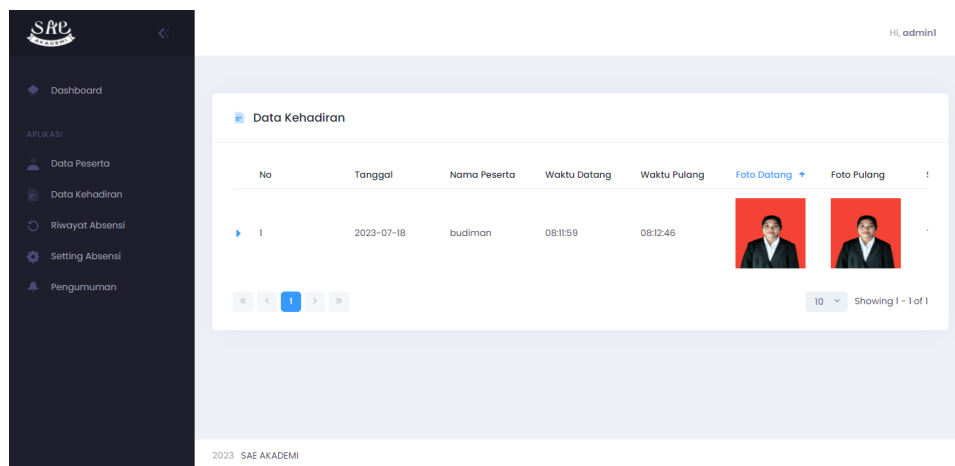 SAE
AKADEMI
Hi, admin1
Dashboard
APLIKASI
Data Peserta
Data Kehadiran
Riwayat Absensi
Setting Absensi
Pengumuman
Data Kehadiran
No Tanggal Nama Peserta Waktu Datang Waktu Pulang Foto Datang Foto Pulang
1 2023-07-18 budiman 08:11:59 08:12:46
1 10 Showing 1 - 1 of 1
2023 SAE AKADEMI